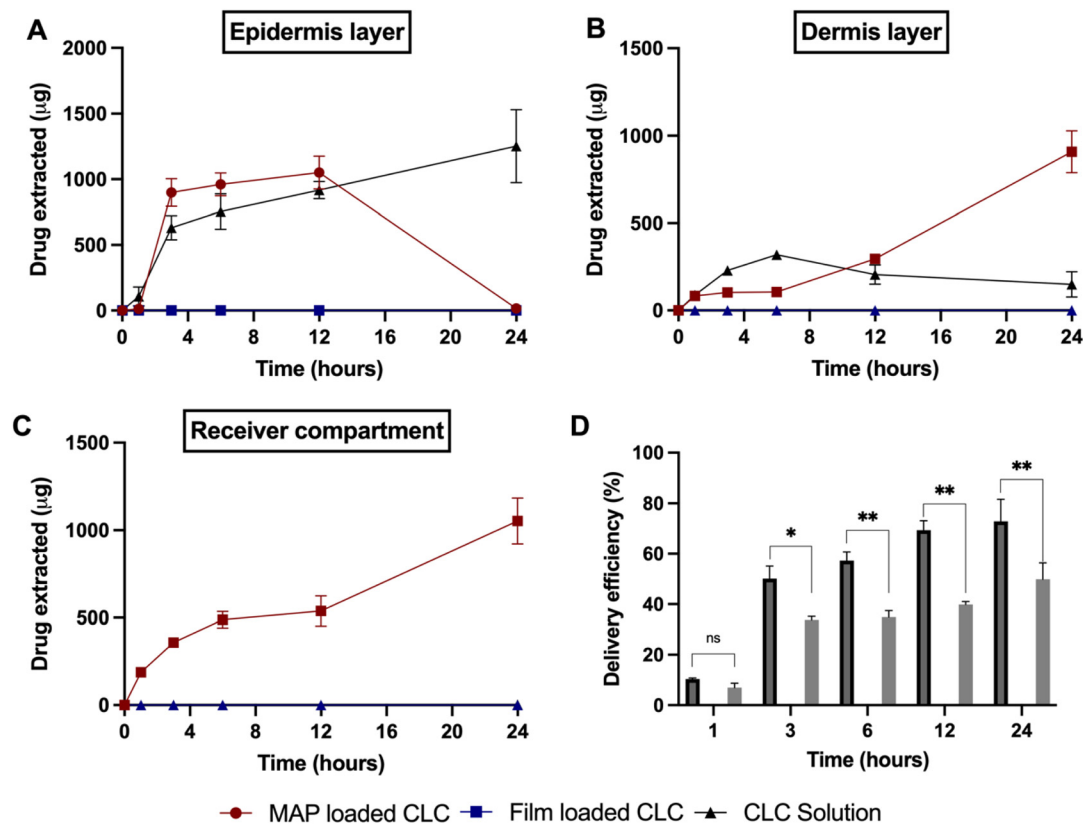 A
Epidermis layer
Drug extracted (μg)
2000
1500
1000
500
0
0 4 8 12 16 20 24
Time (hours)
B
Dermis layer
Drug extracted (μg)
1500
1000
500
0
0 4 8 12 16 20 24
Time (hours)
C
Receiver compartment
Drug extracted (μg)
1500
1000
500
0
0 4 8 12 16 20 24
Time (hours)
D
Delivery efficiency (%)
100
80
60
40
20
0
ns
*
**
**
**
1 3 6 12 24
Time (hours)
MAP loaded CLC Film loaded CLC CLC Solution